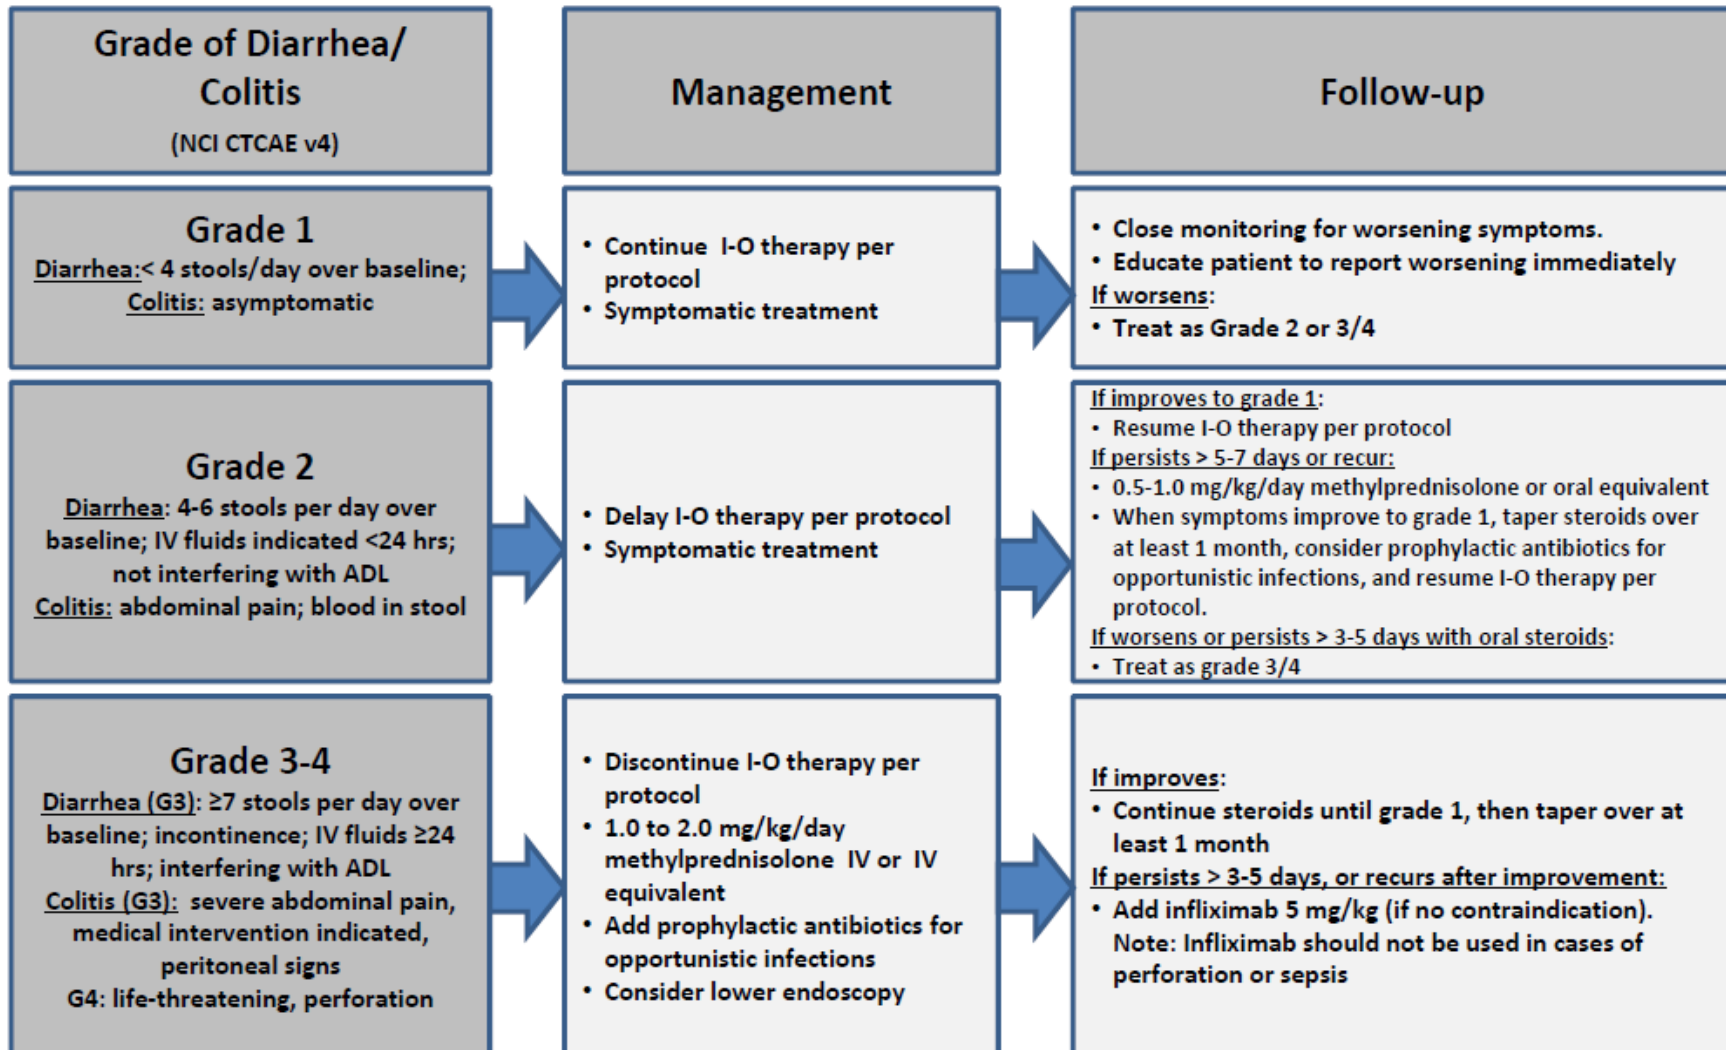 Grade of Diarrhea/
Colitis
(NCI CTCAE v4)
Management
Follow-up
Grade 1
Diarrhea:< 4 stools/day over baseline;
Colitis: asymptomatic
• Continue I-O therapy per
protocol
• Symptomatic treatment
• Close monitoring for worsening symptoms.
• Educate patient to report worsening immediately
If worsens:
• Treat as Grade 2 or 3/4
Grade 2
Diarrhea: 4-6 stools per day over
baseline; IV fluids indicated <24 hrs;
not interfering with ADL
Colitis: abdominal pain; blood in stool
• Delay I-O therapy per protocol
• Symptomatic treatment
If improves to grade 1:
• Resume I-O therapy per protocol
If persists > 5-7 days or recur:
• 0.5-1.0 mg/kg/day methylprednisolone or oral equivalent
• When symptoms improve to grade 1, taper steroids over
at least 1 month, consider prophylactic antibiotics for
opportunistic infections, and resume I-O therapy per
protocol.
If worsens or persists > 3-5 days with oral steroids:
• Treat as grade 3/4
Grade 3-4
Diarrhea (G3): ≥7 stools per day over
baseline; incontinence; IV fluids ≥24
hrs; interfering with ADL
Colitis (G3): severe abdominal pain,
medical intervention indicated,
peritoneal signs
G4: life-threatening, perforation
• Discontinue I-O therapy per
protocol
• 1.0 to 2.0 mg/kg/day
methylprednisolone IV or IV
equivalent
• Add prophylactic antibiotics for
opportunistic infections
• Consider lower endoscopy
If improves:
• Continue steroids until grade 1, then taper over at
least 1 month
If persists > 3-5 days, or recurs after improvement:
• Add infliximab 5 mg/kg (if no contraindication).
Note: Infliximab should not be used in cases of
perforation or sepsis